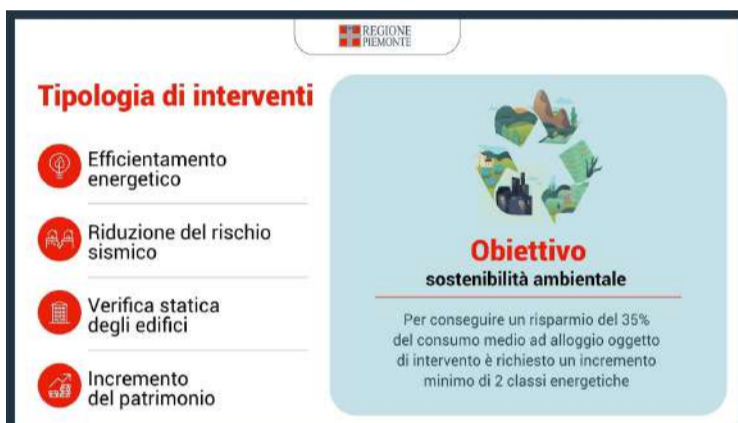 REGIONE
PIEMONTE
Tipologia di interventi
Efficientamento
energetico
Riduzione del rischio
sismico
Verifica statica
degli edifici
Incremento
del patrimonio
Obiettivo
sostenibilità ambientale
Per conseguire un risparmio del 35%
del consumo medio ad alloggio oggetto
di intervento è richiesto un incremento
minimo di 2 classi energetiche